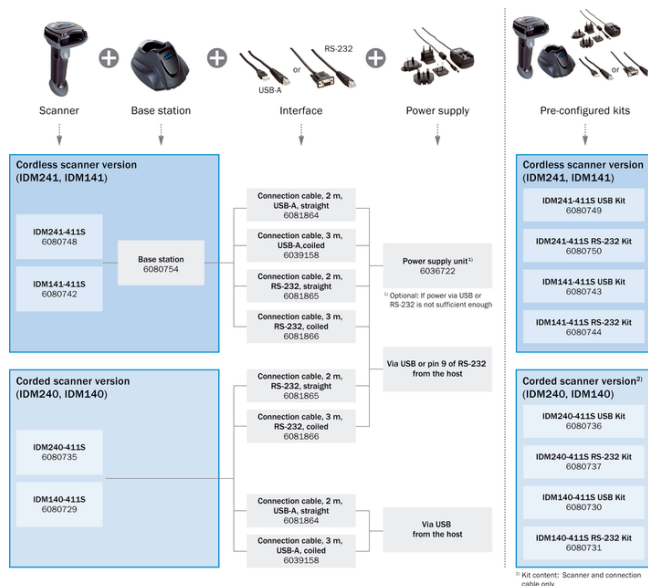 RS-232
or
USB-A
or
Scanner
Base station
Interface
Power supply
Pre-configured kits
Cordless scanner version
(IDM241, IDM141)
IDM241-411S
6080748
IDM141-411S
6080742
Base station
6080754
Connection cable, 2 m,
USB-A, straight
6081864
Connection cable, 3 m,
USB-A,coiled
6039158
Connection cable, 2 m,
RS-232, straight
6081865
Connection cable, 3 m,
RS-232, coiled
6081866
Power supply unit1)
6036722
1) Optional: If power via USB or
RS-232 is not sufficient enough
Via USB or pin 9 of RS-232
from the host
Corded scanner version
(IDM240, IDM140)
IDM240-411S
6080735
IDM140-411S
6080729
Connection cable, 2 m,
RS-232, straight
6081865
Connection cable, 3 m,
RS-232, coiled
6081866
Connection cable, 2 m,
USB-A, straight
6081864
Connection cable, 3 m,
USB-A, coiled
6039158
Via USB
from the host
Cordless scanner version
(IDM241, IDM141)
IDM241-411S USB Kit
6080749
IDM241-411S RS-232 Kit
6080750
IDM141-411S USB Kit
6080743
IDM141-411S RS-232 Kit
6080744
Corded scanner version2)
(IDM240, IDM140)
IDM240-411S USB Kit
6080736
IDM240-411S RS-232 Kit
6080737
IDM140-411S USB Kit
6080730
IDM140-411S RS-232 Kit
6080731
2) Kit content: Scanner and connection
cable only